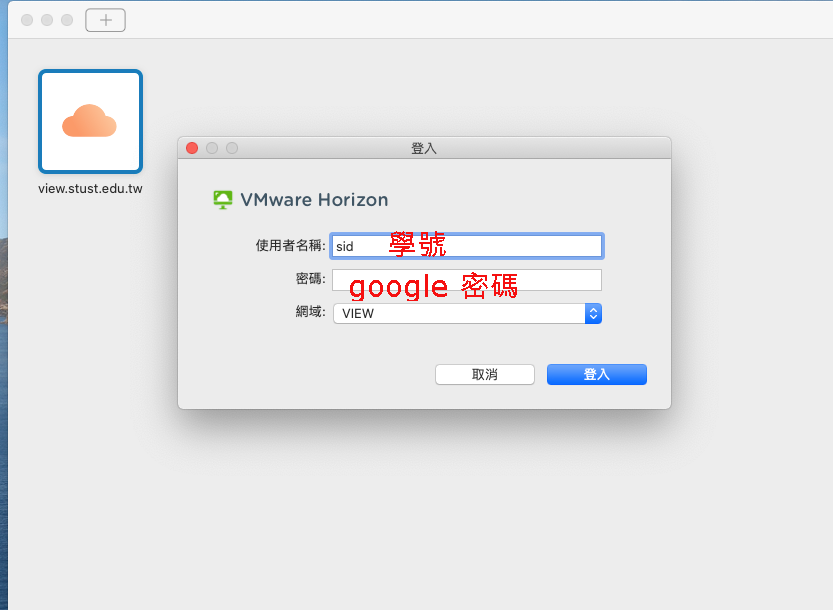 登入
view.stust.edu.tw
VMware Horizon
使用者名稱: sid 學號
密碼: google 密碼
網域: VIEW
取消 登入